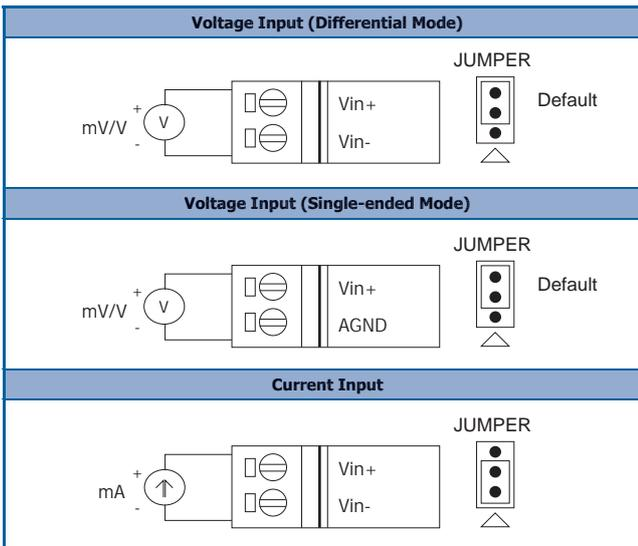 Voltage Input (Differential Mode)
JUMPER
+
mV/V
-
V
Vin+
Vin-
Default
Voltage Input (Single-ended Mode)
JUMPER
+
mV/V
-
V
Vin+
AGND
Default
Current Input
JUMPER
+
mA
-
Vin+
Vin-